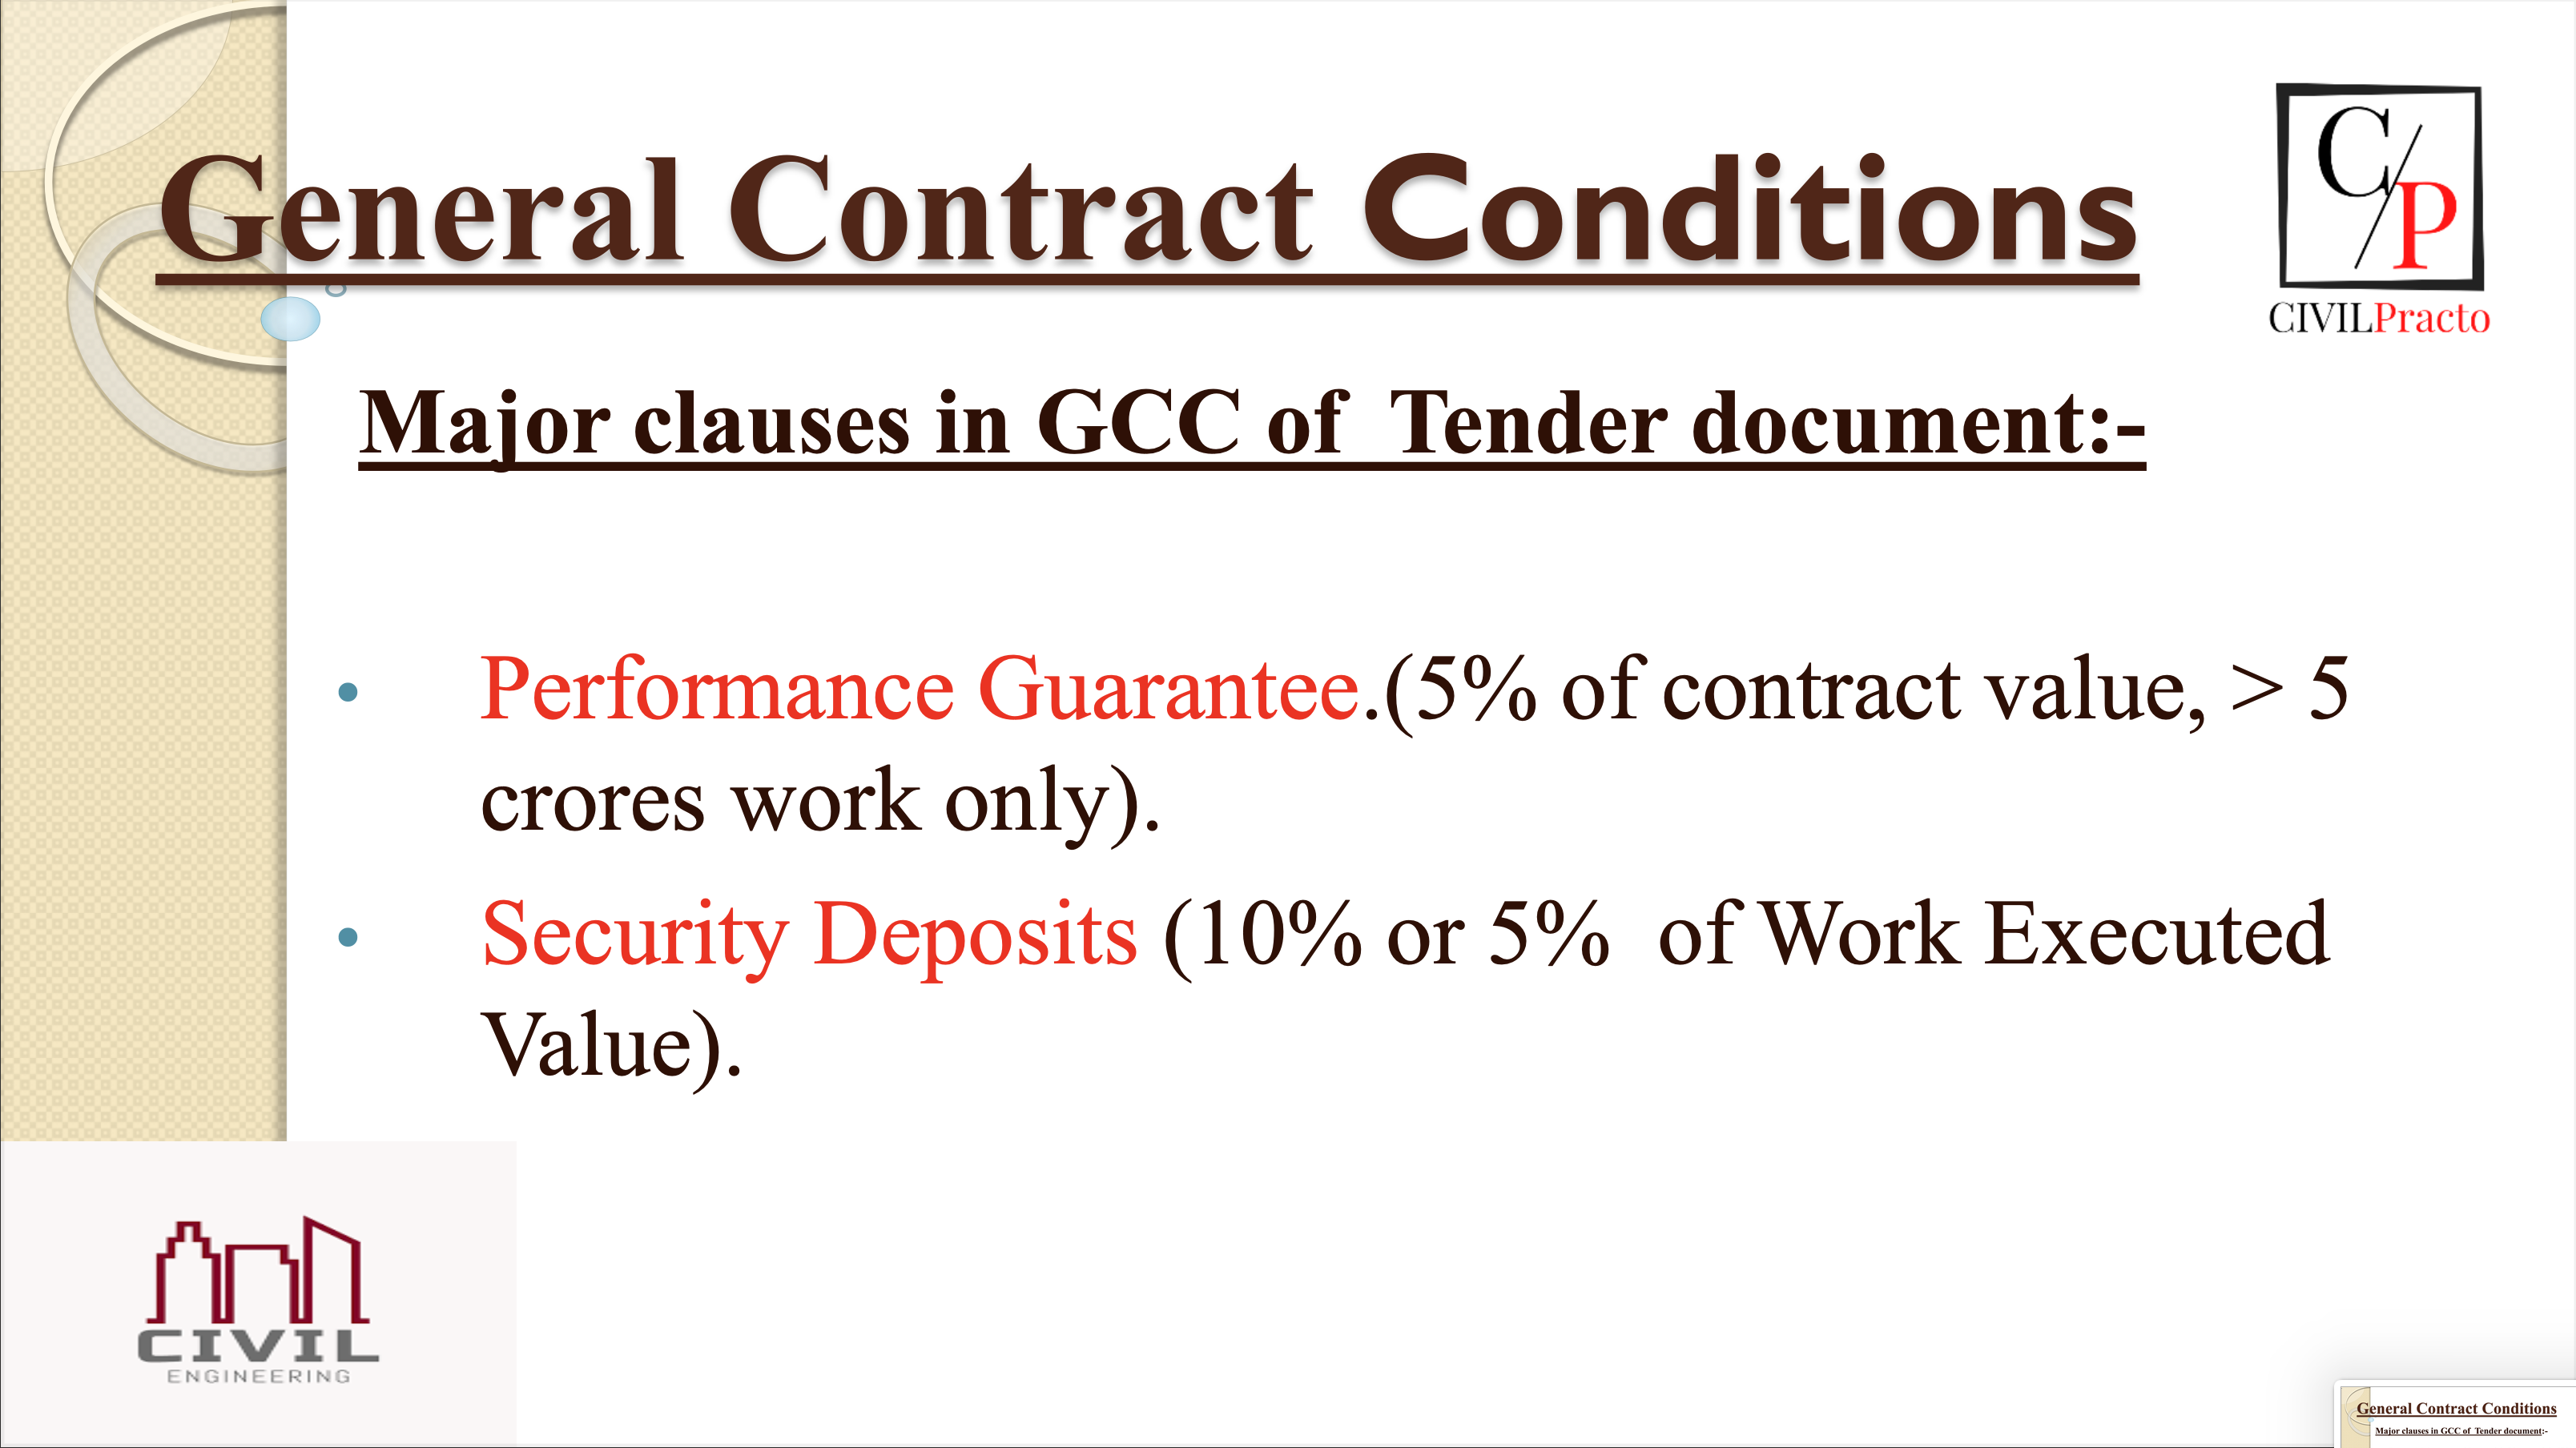 General Contract Conditions
C/P
CIVILPracto
Major clauses in GCC of  Tender document:-
• Performance Guarantee.(5% of contract value, > 5
crores work only).
• Security Deposits (10% or 5%  of Work Executed
Value).
CIVIL
ENGINEERING
General Contract Conditions
Major clauses in GCC of  Tender document:-